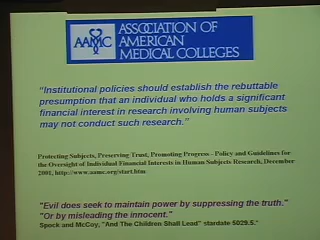 AAMC
ASSOCIATION OF
AMERICAN
MEDICAL COLLEGES
"Institutional policies should establish the rebuttable
presumption that an individual who holds a significant
financial interest in research involving human subjects
may not conduct such research."
Protecting Subjects, Preserving Trust, Promoting Progress - Policy and Guidelines for
the Oversight of Individual Financial Interests in Human Subjects Research, December
2001, http://www.aamc.org/start.htm
"Evil does seek to maintain power by suppressing the truth."
"Or by misleading the innocent."
Spock and McCoy, "And The Children Shall Lead" stardate 5029.5."